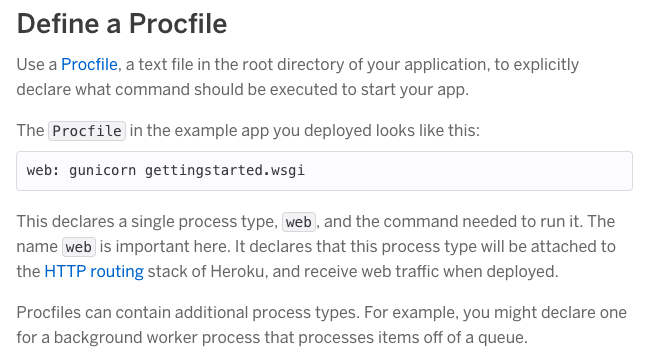 Define a Procfile
Use a Procfile, a text file in the root directory of your application, to explicitly
declare what command should be executed to start your app.
The Procfile in the example app you deployed looks like this:
web: gunicorn gettingstarted.wsgi
This declares a single process type, web, and the command needed to run it. The
name web is important here. It declares that this process type will be attached to
the HTTP routing stack of Heroku, and receive web traffic when deployed.
Procfiles can contain additional process types. For example, you might declare one
for a background worker process that processes items off of a queue.